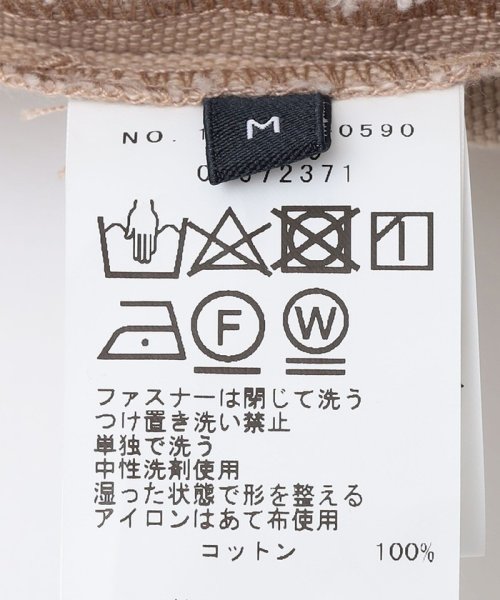 M
NO. 0590
72371
F
W
ファスナーは閉じて洗う
つけ置き洗い禁止
単独で洗う
中性洗剤使用
湿った状態で形を整える
アイロンはあて布使用
コットン 100%